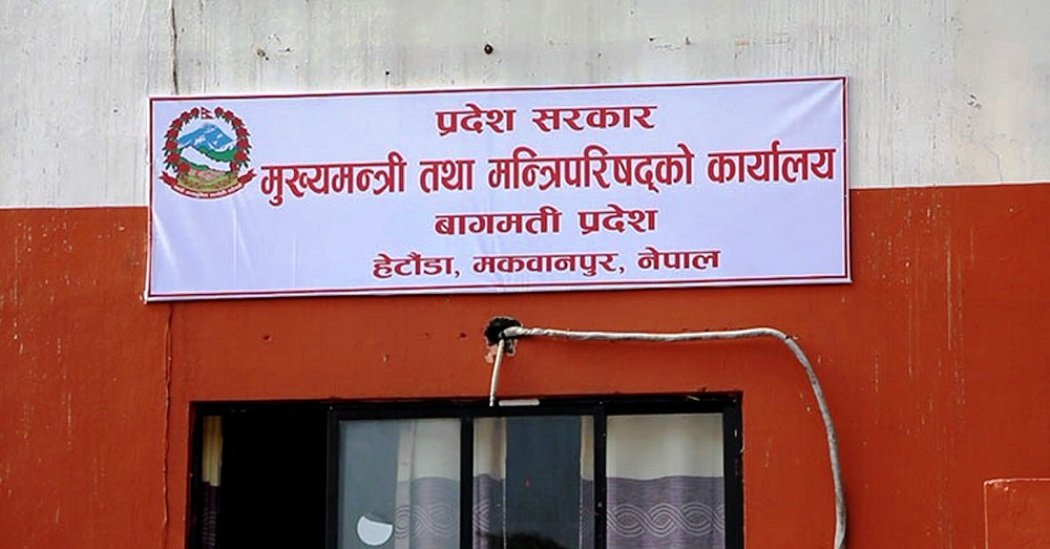 प्रदेश सरकार
मुख्यमन्त्री तथा मन्त्रिपरिषद्को कार्यालय
बागमती प्रदेश
हेटौंडा, मकवानपुर, नेपाल